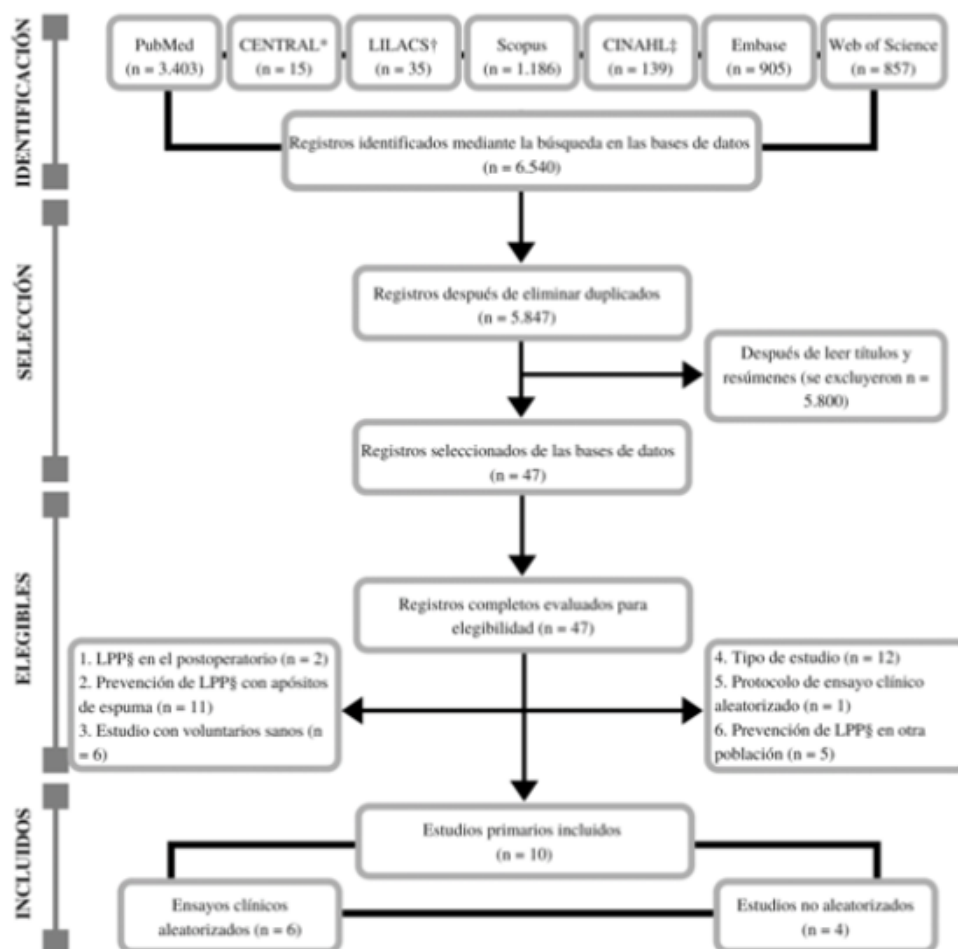 IDENTIFICACIÓN
PubMed
(n = 3.403)
CENTRAL*
(n = 15)
LILACS†
(n = 35)
Scopus
(n = 1.186)
CINAHL‡
(n = 139)
Embase
(n = 905)
Web of Science
(n = 857)
Registros identificados mediante la búsqueda en las bases de datos
(n = 6.540)
SELECCIÓN
Registros después de eliminar duplicados
(n = 5.847)
Después de leer títulos y
resúmenes (se excluyeron n =
5.800)
Registros seleccionados de las bases de datos
(n = 47)
ELEGIBLES
Registros completos evaluados para
elegibilidad (n = 47)
1. LPP§ en el postoperatorio (n = 2)
2. Prevención de LPP§ con apósitos
de espuma (n = 11)
3. Estudio con voluntarios sanos (n
= 6)
4. Tipo de estudio (n = 12)
5. Protocolo de ensayo clínico
aleatorizado (n = 1)
6. Prevención de LPP§ en otra
población (n = 5)
INCLUIDOS
Estudios primarios incluidos
(n = 10)
Ensayos clínicos
aleatorizados (n = 6)
Estudios no aleatorizados
(n = 4)